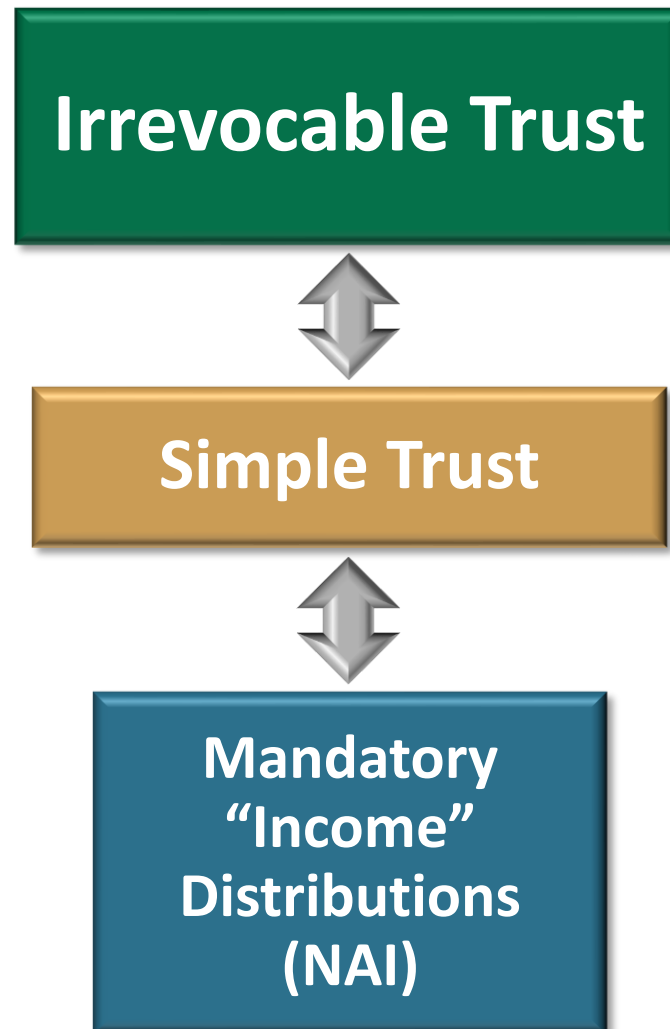 Irrevocable Trust
Simple Trust
Mandatory
“Income”
Distributions
(NAI)